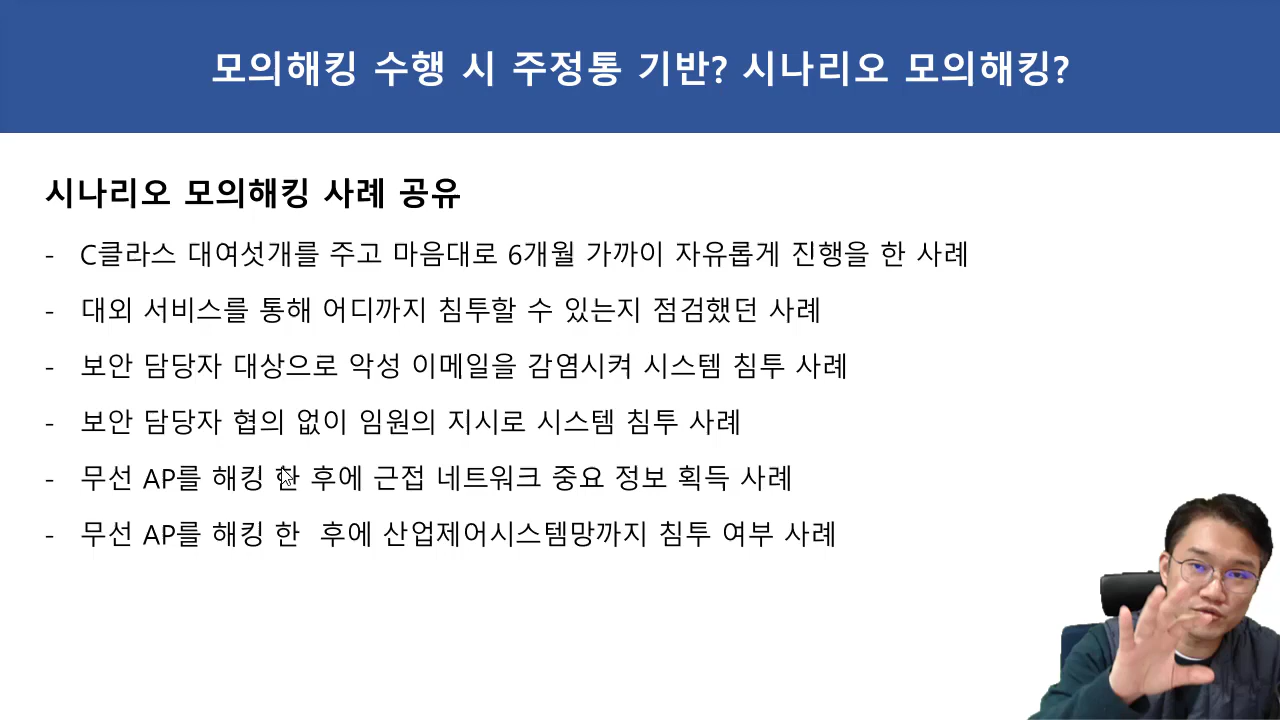 모의해킹 수행 시 주정통 기반? 시나리오 모의해킹?
시나리오 모의해킹 사례 공유
- C클라스 대여섯개를 주고 마음대로 6개월 가까이 자유롭게 진행을 한 사례
- 대외 서비스를 통해 어디까지 침투할 수 있는지 점검했던 사례
- 보안 담당자 대상으로 악성 이메일을 감염시켜 시스템 침투 사례
- 보안 담당자 협의 없이 임원의 지시로 시스템 침투 사례
- 무선 AP를 해킹 한 후에 근접 네트워크 중요 정보 획득 사례
- 무선 AP를 해킹 한  후에 산업제어시스템망까지 침투 여부 사례